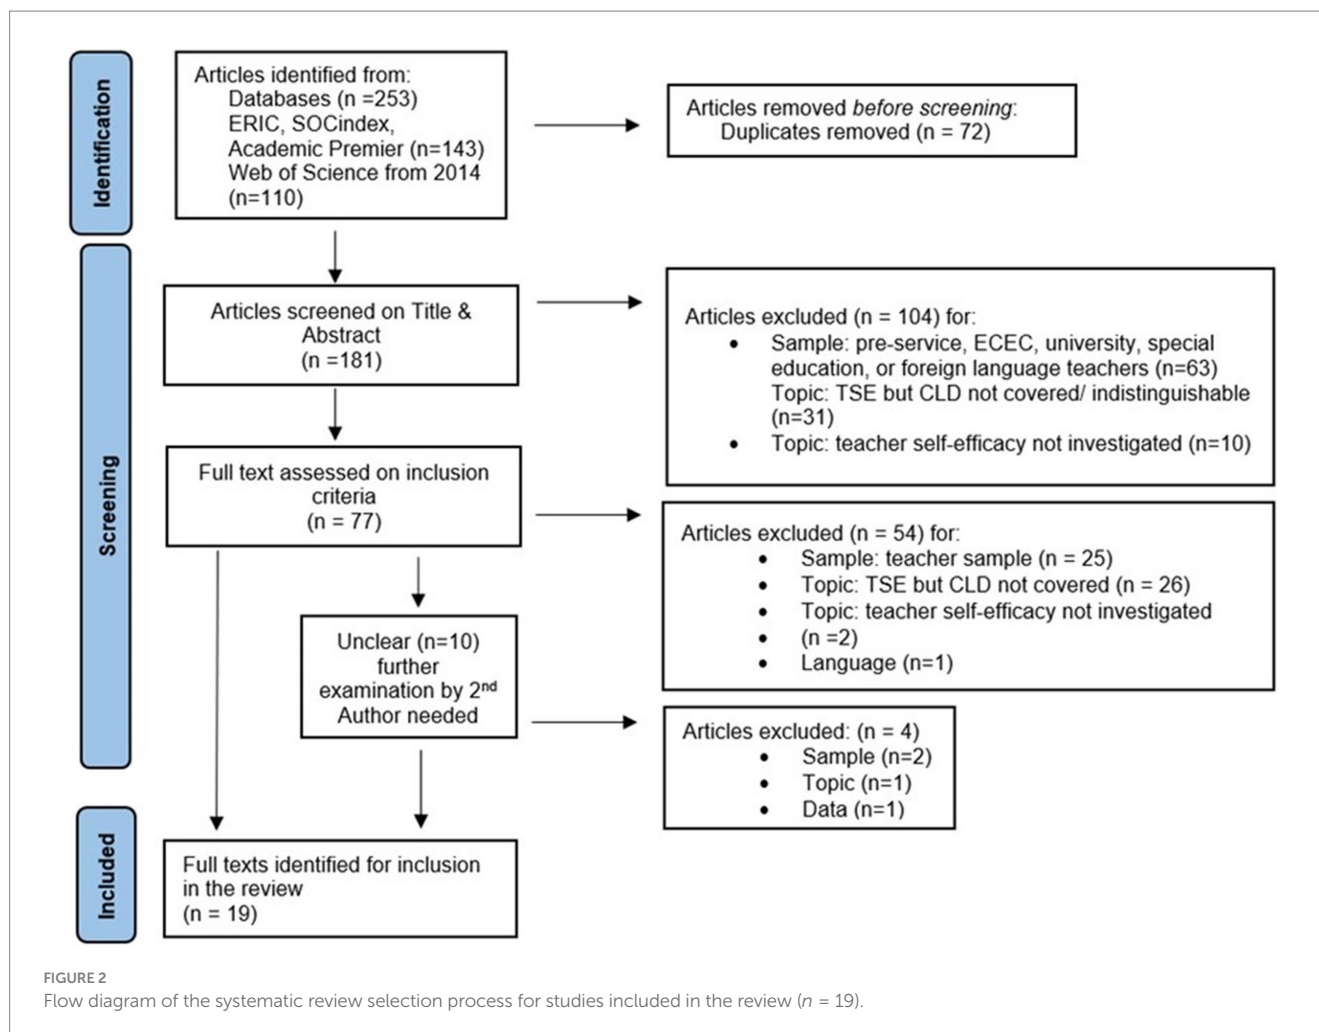 Identification
Articles identified from:
Databases (n =253)
ERIC, SOCindex,
Academic Premier (n=143)
Web of Science from 2014
(n=110)
Articles removed before screening:
Duplicates removed (n = 72)
Screening
Articles screened on Title &
Abstract
(n =181)
Articles excluded (n = 104) for:
• Sample: pre-service, ECEC, university, special
education, or foreign language teachers (n=63)
Topic: TSE but CLD not covered/ indistinguishable
(n=31)
• Topic: teacher self-efficacy not investigated (n=10)
Full text assessed on inclusion
criteria
(n = 77)
Articles excluded (n = 54) for:
• Sample: teacher sample (n = 25)
• Topic: TSE but CLD not covered (n = 26)
• Topic: teacher self-efficacy not investigated
• (n =2)
• Language (n=1)
Unclear (n=10)
further
examination by 2nd
Author needed
Articles excluded: (n = 4)
• Sample (n=2)
• Topic (n=1)
• Data (n=1)
Included
Full texts identified for inclusion
in the review
(n = 19)
FIGURE 2
Flow diagram of the systematic review selection process for studies included in the review (n = 19).